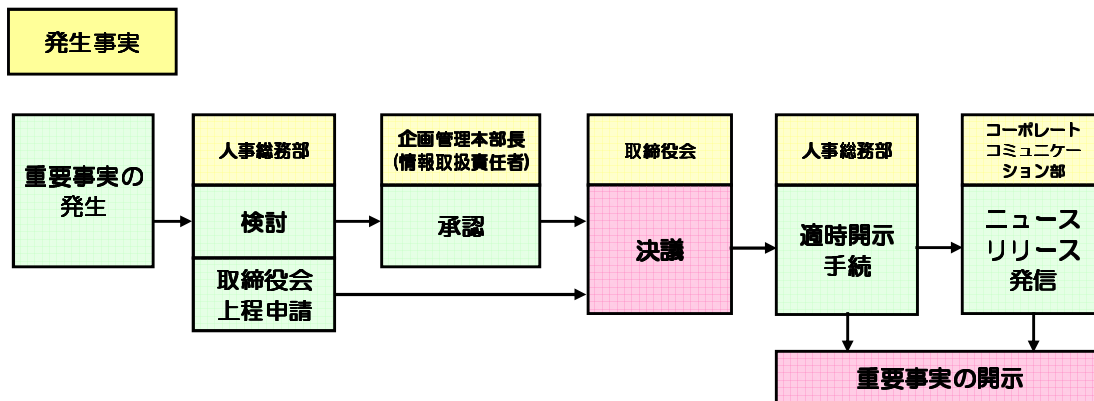 発生事実
重要事実の
発生
人事総務部
検討
取締役会
上程申請
企画管理本部長
(情報取扱責任者)
承認
取締役会
決議
人事総務部
適時開示
手続
コーポレート
コミュニケー
ション部
ニュース
リリース
発信
重要事実の開示